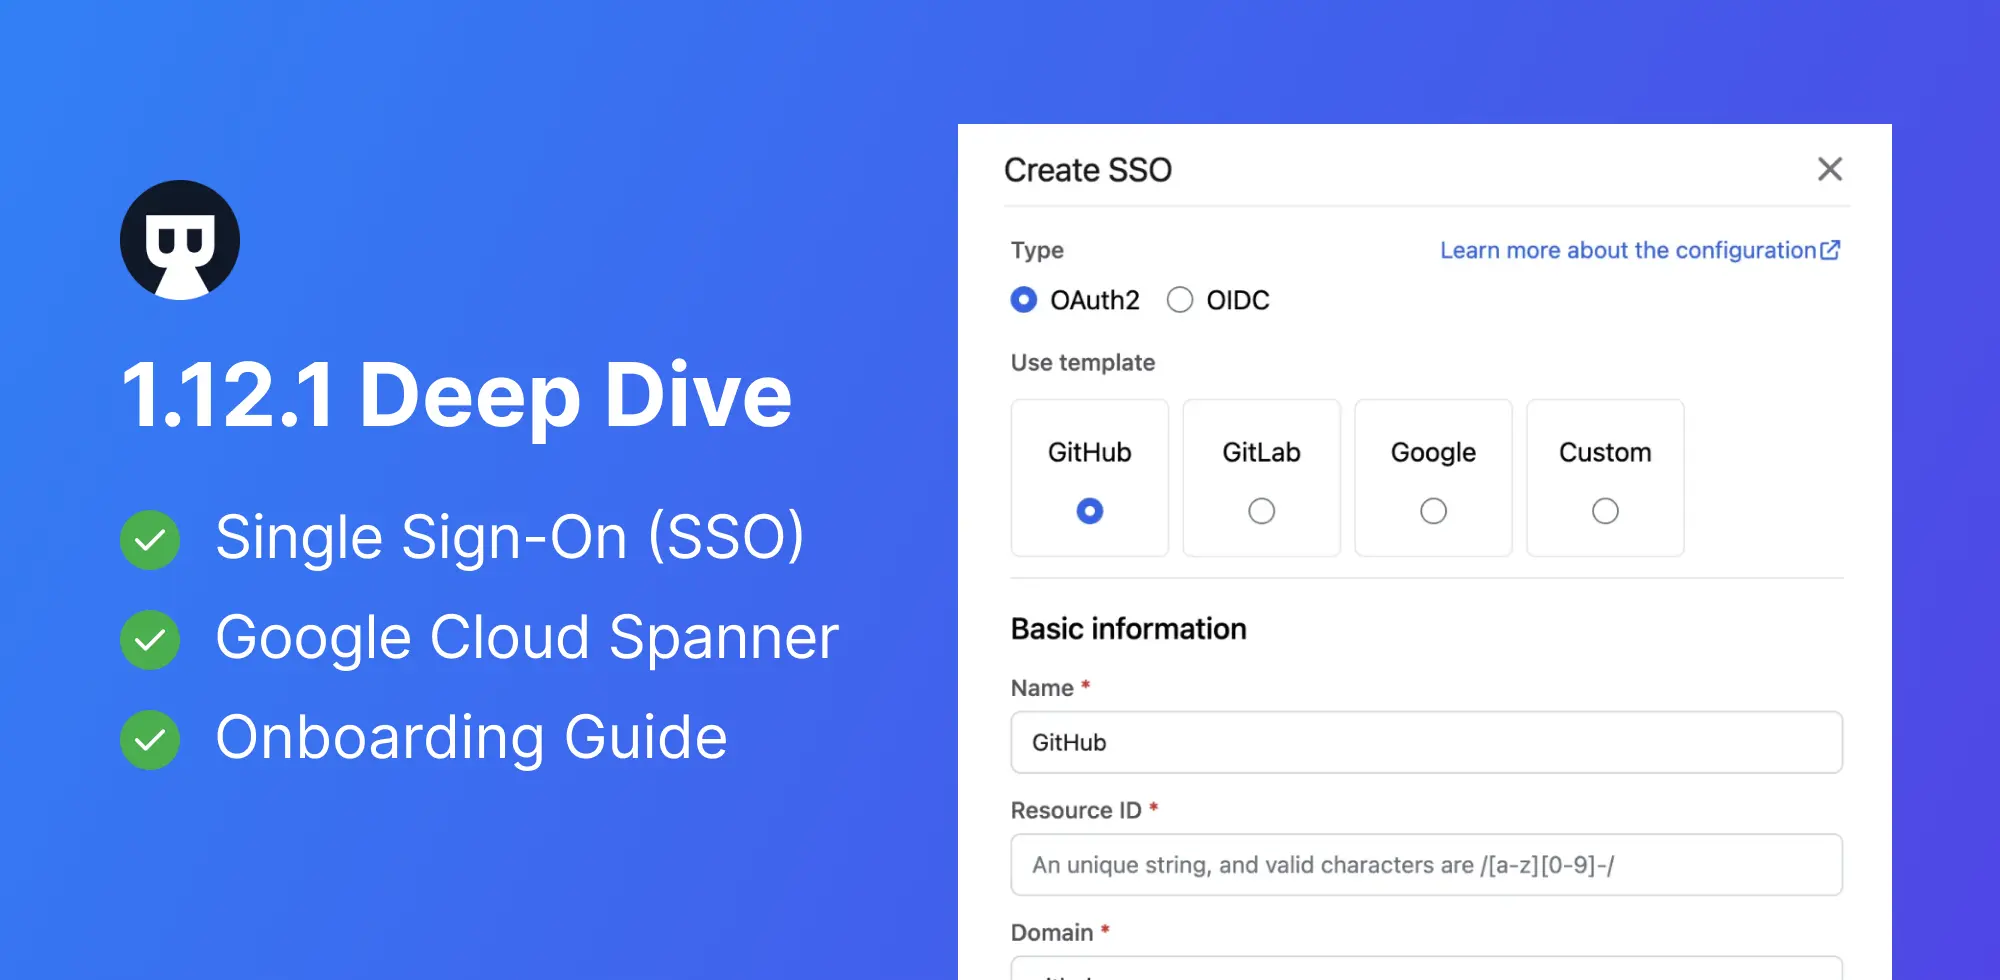 1.12.1 Deep Dive
Single Sign-On (SSO)
Google Cloud Spanner
Onboarding Guide
Create SSO
Type
Learn more about the configuration
OAuth2 OIDC
Use template
GitHub GitLab Google Custom
Basic information
Name *
GitHub
Resource ID *
An unique string, and valid characters are /[a-z][0-9]-/
Domain *